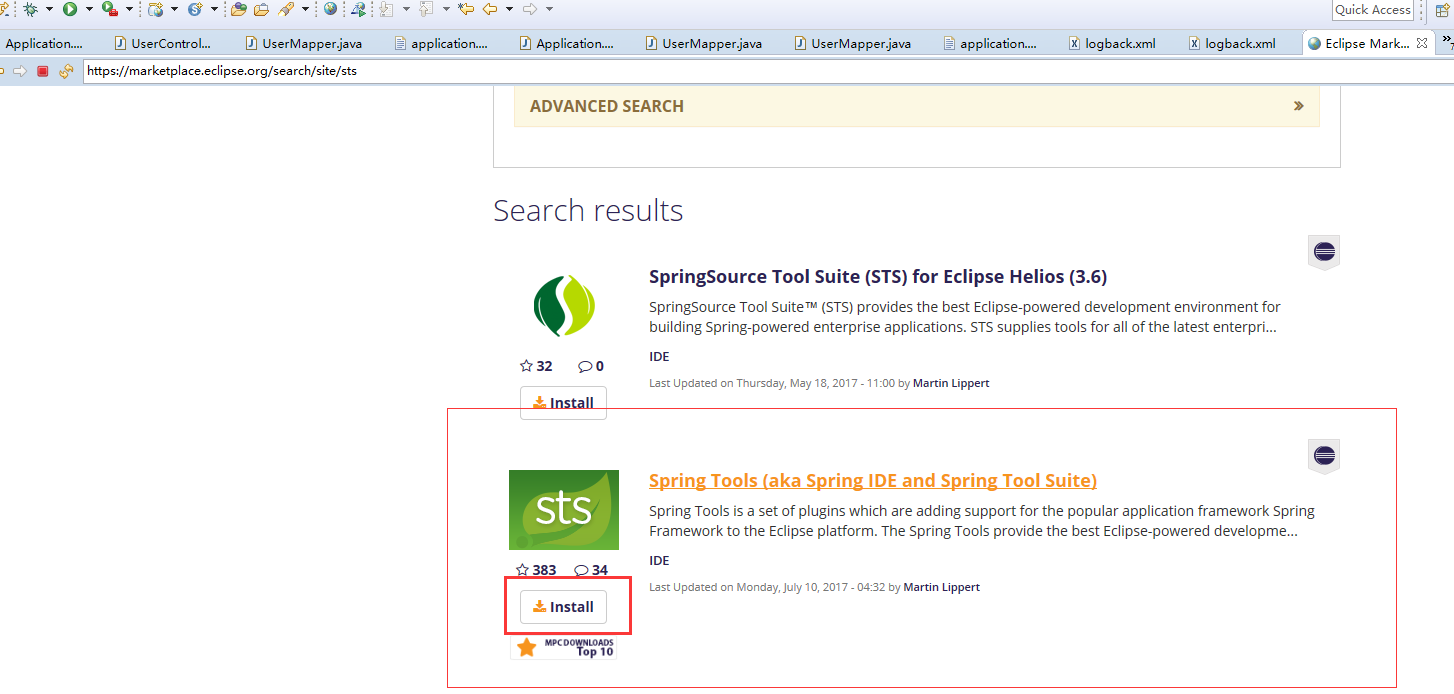 Quick Access
Application....
UserControl...
UserMapper.java
application....
Application....
UserMapper.java
UserMapper.java
application....
logback.xml
logback.xml
Eclipse Mark...
https://marketplace.eclipse.org/search/site/sts
ADVANCED SEARCH
Search results
SpringSource Tool Suite (STS) for Eclipse Helios (3.6)
SpringSource Tool Suite™ (STS) provides the best Eclipse-powered development environment for
building Spring-powered enterprise applications. STS supplies tools for all of the latest enterpri...
32
0
IDE
Last Updated on Thursday, May 18, 2017 - 11:00 by Martin Lippert
Install
sts
Spring Tools (aka Spring IDE and Spring Tool Suite)
Spring Tools is a set of plugins which are adding support for the popular application framework Spring
Framework to the Eclipse platform. The Spring Tools provide the best Eclipse-powered developme...
383
34
IDE
Last Updated on Monday, July 10, 2017 - 04:32 by Martin Lippert
Install
MPC DOWNLOADS
Top 10